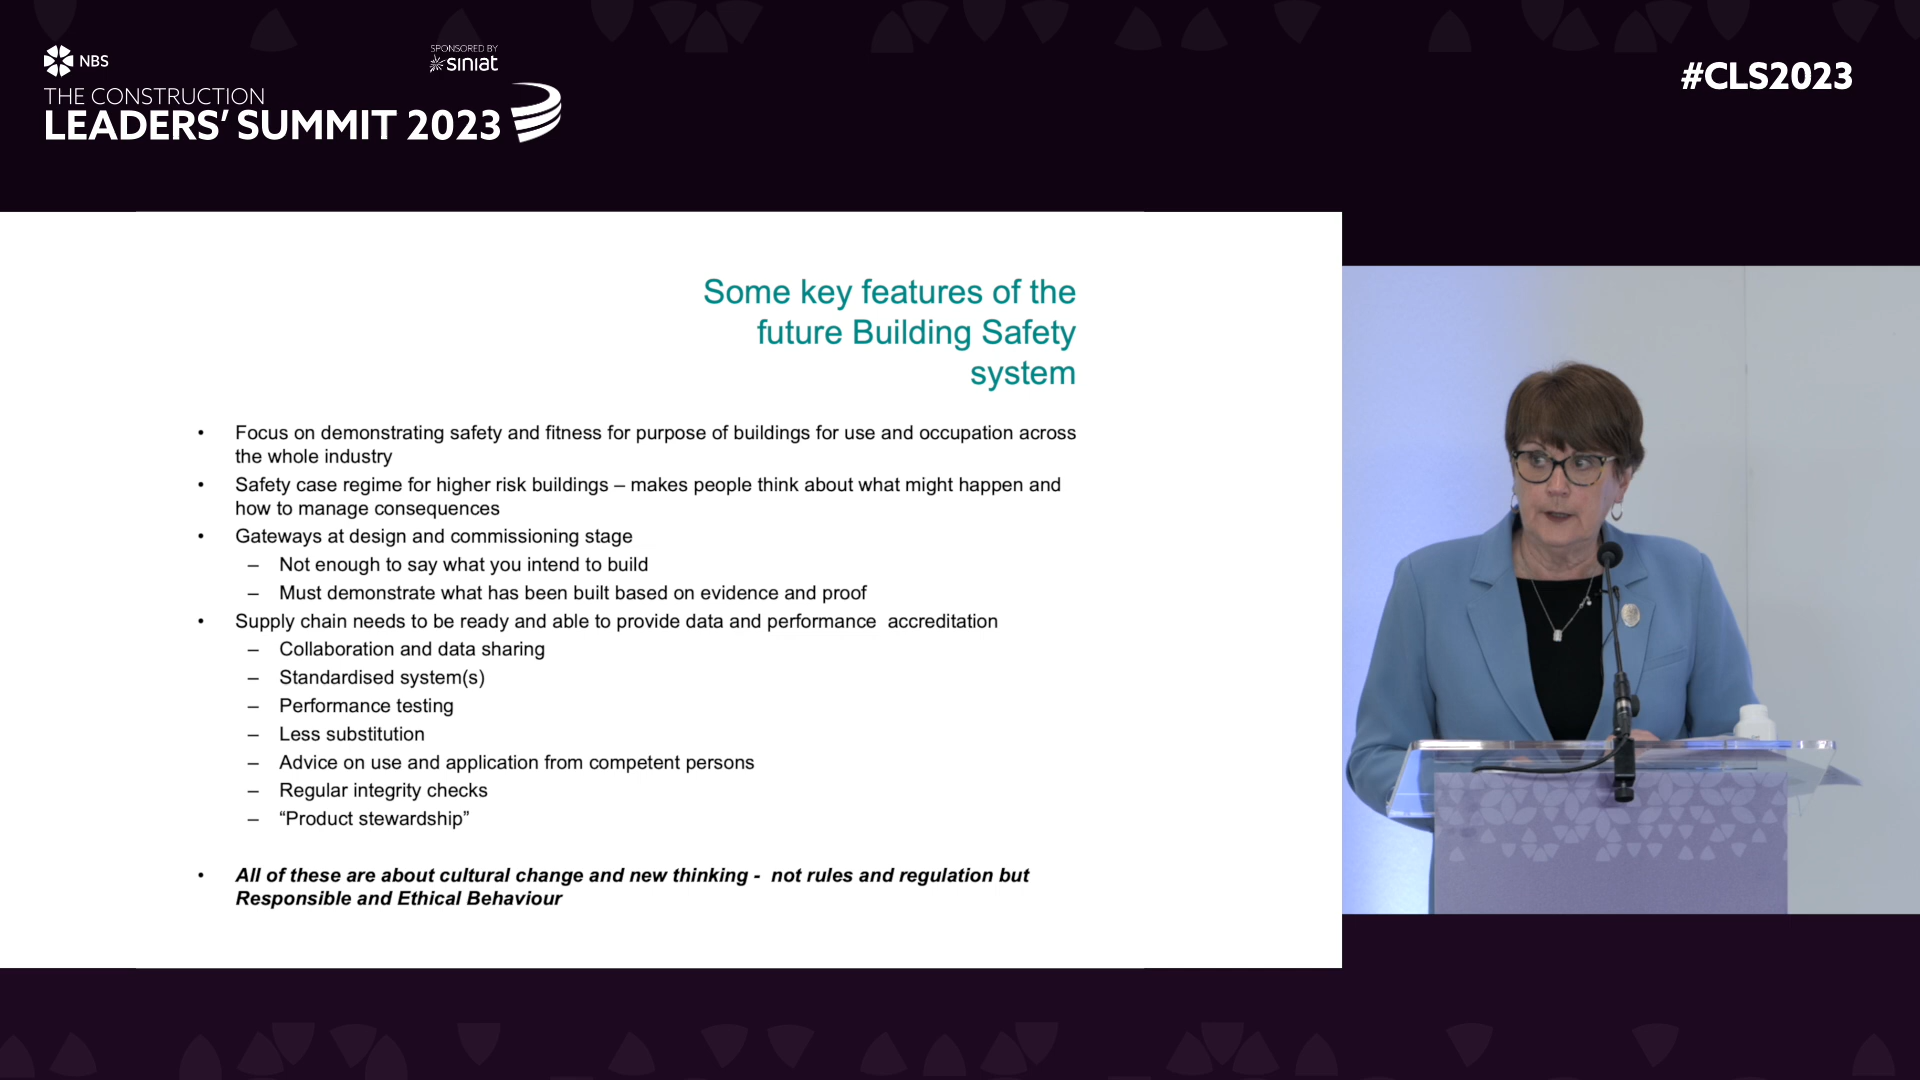 NBS
SPONSORED BY
siniat
THE CONSTRUCTION
LEADERS' SUMMIT 2023
#CLS2023
Some key features of the
future Building Safety
system
• Focus on demonstrating safety and fitness for purpose of buildings for use and occupation across
the whole industry
• Safety case regime for higher risk buildings – makes people think about what might happen and
how to manage consequences
• Gateways at design and commissioning stage
– Not enough to say what you intend to build
– Must demonstrate what has been built based on evidence and proof
• Supply chain needs to be ready and able to provide data and performance  accreditation
– Collaboration and data sharing
– Standardised system(s)
– Performance testing
– Less substitution
– Advice on use and application from competent persons
– Regular integrity checks
– “Product stewardship”
• All of these are about cultural change and new thinking -  not rules and regulation but
Responsible and Ethical Behaviour